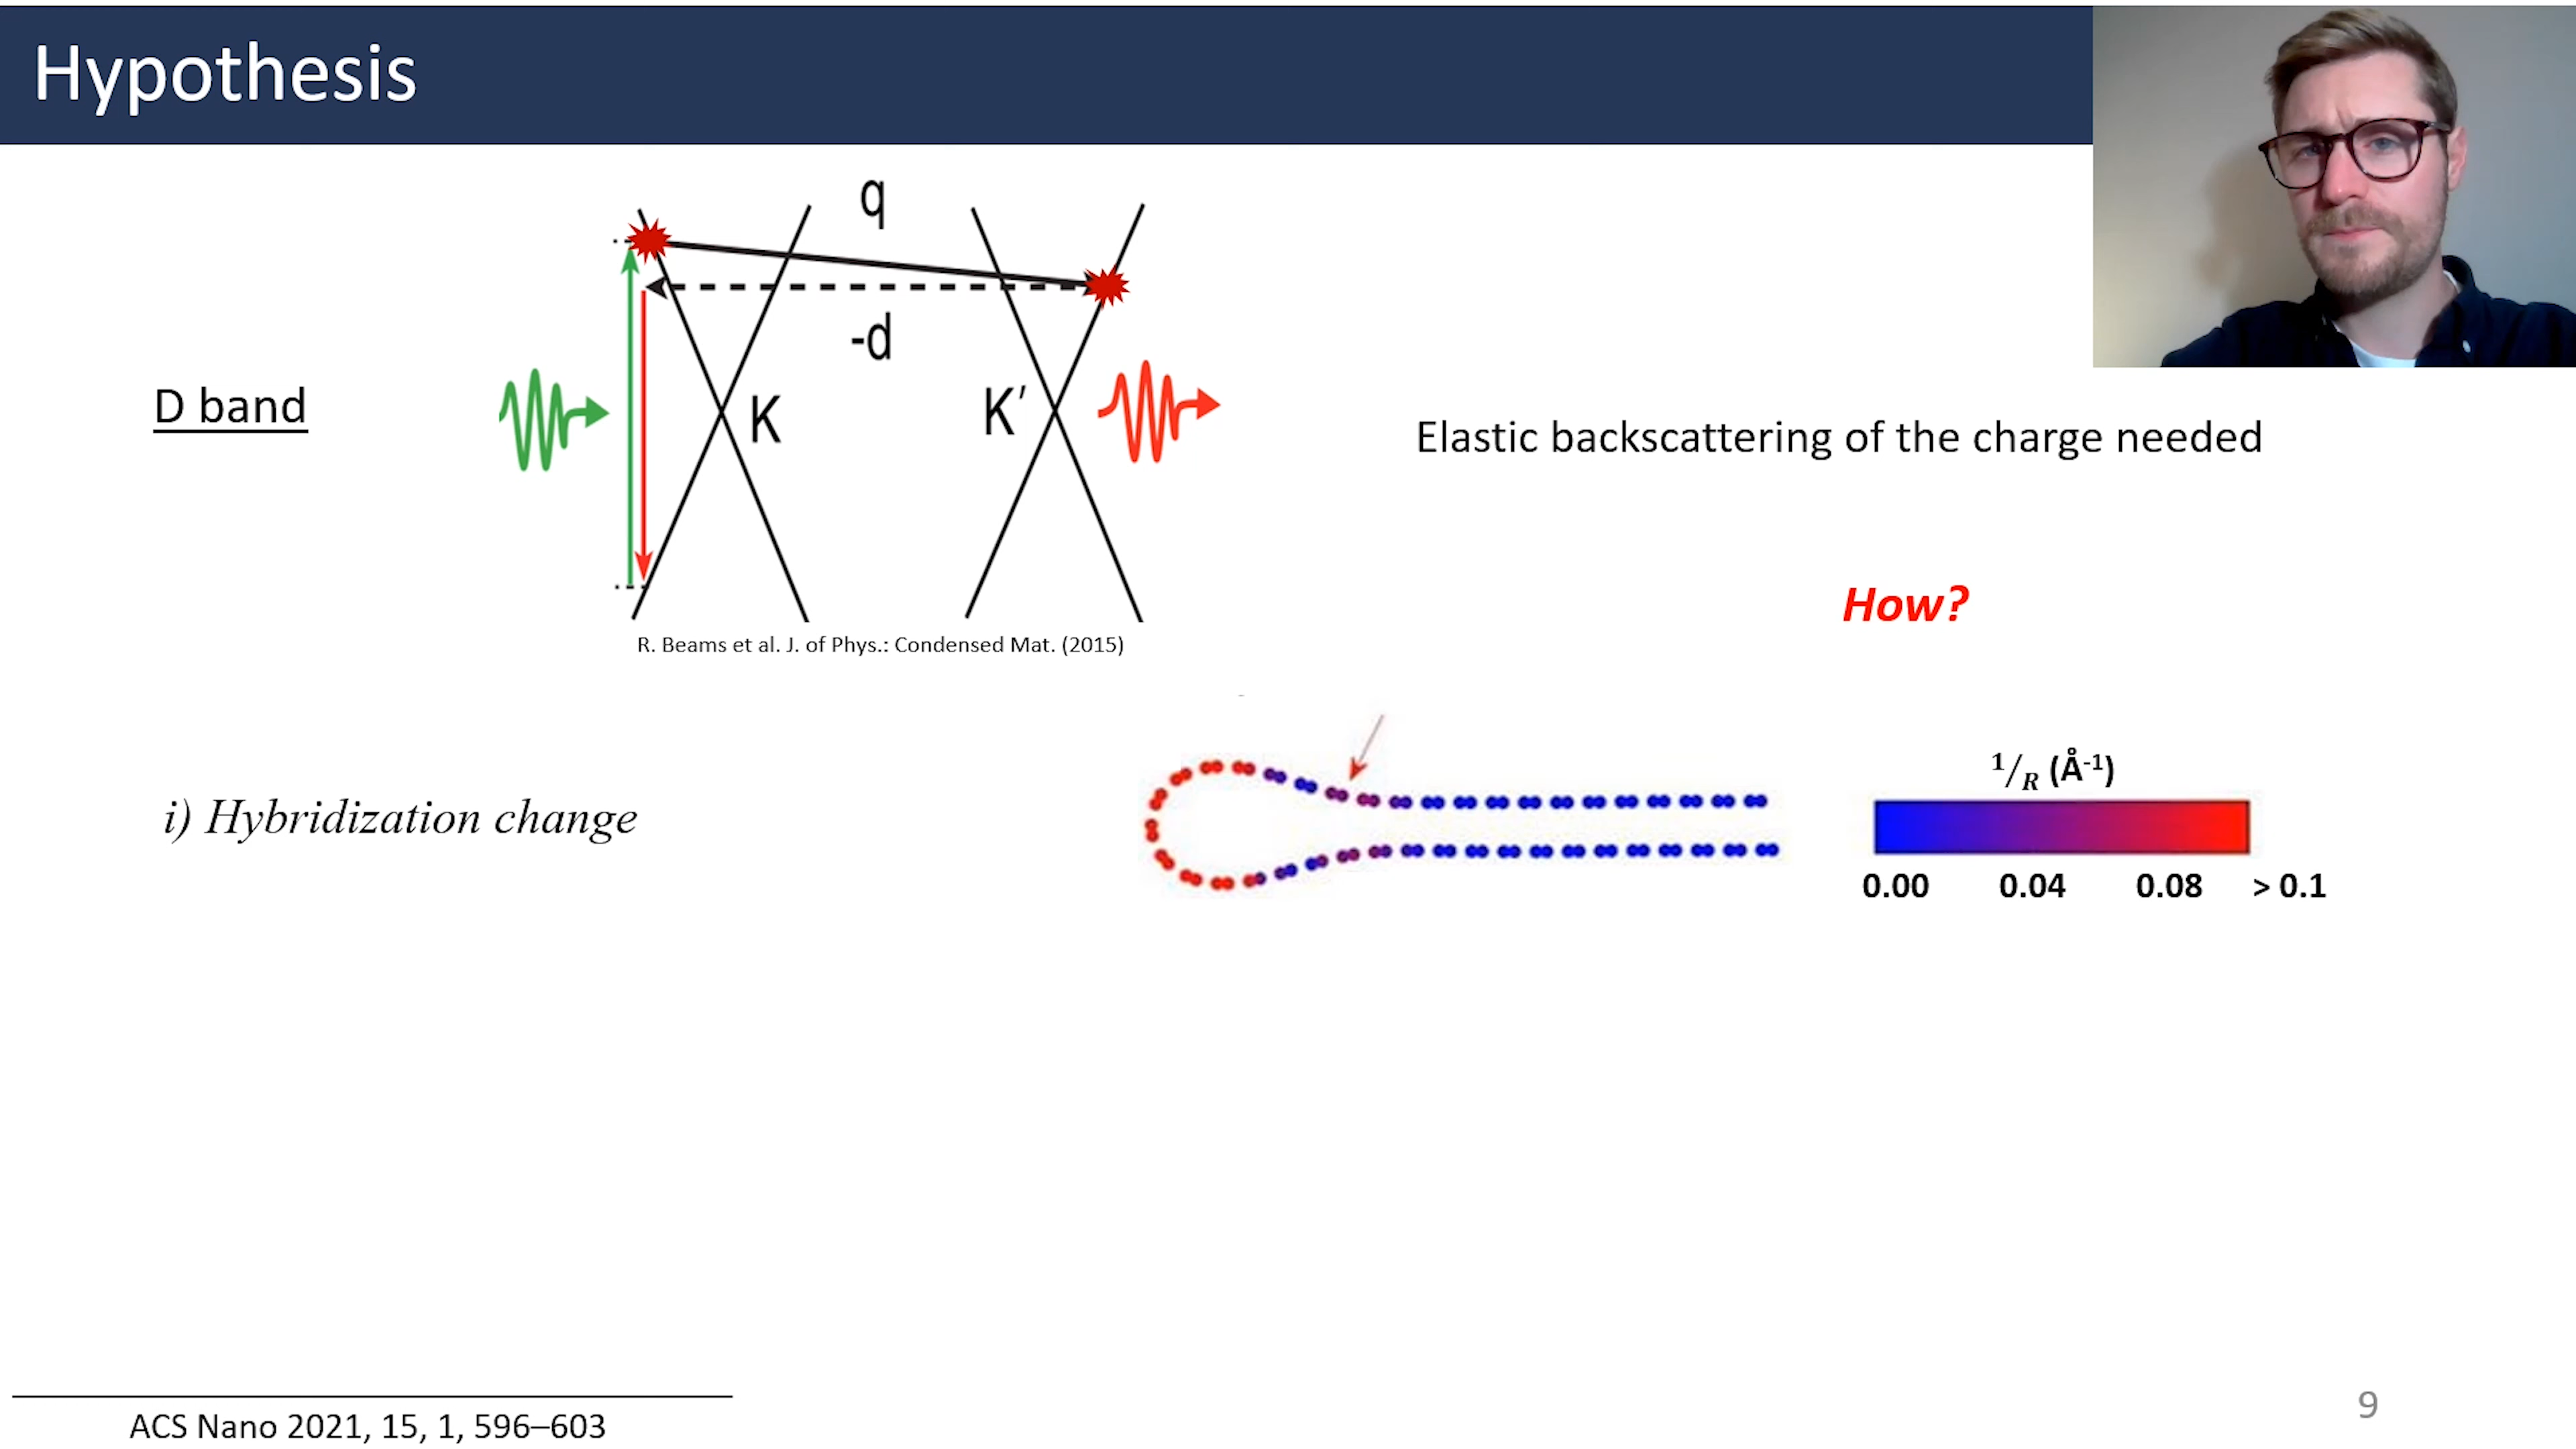 Hypothesis
q
-d
D band
K
K′
Elastic backscattering of the charge needed
How?
R. Beams et al. J. of Phys.: Condensed Mat. (2015)
i) Hybridization change
1/R (Å-1)
0.00 0.04 0.08 > 0.1
ACS Nano 2021, 15, 1, 596–603
9